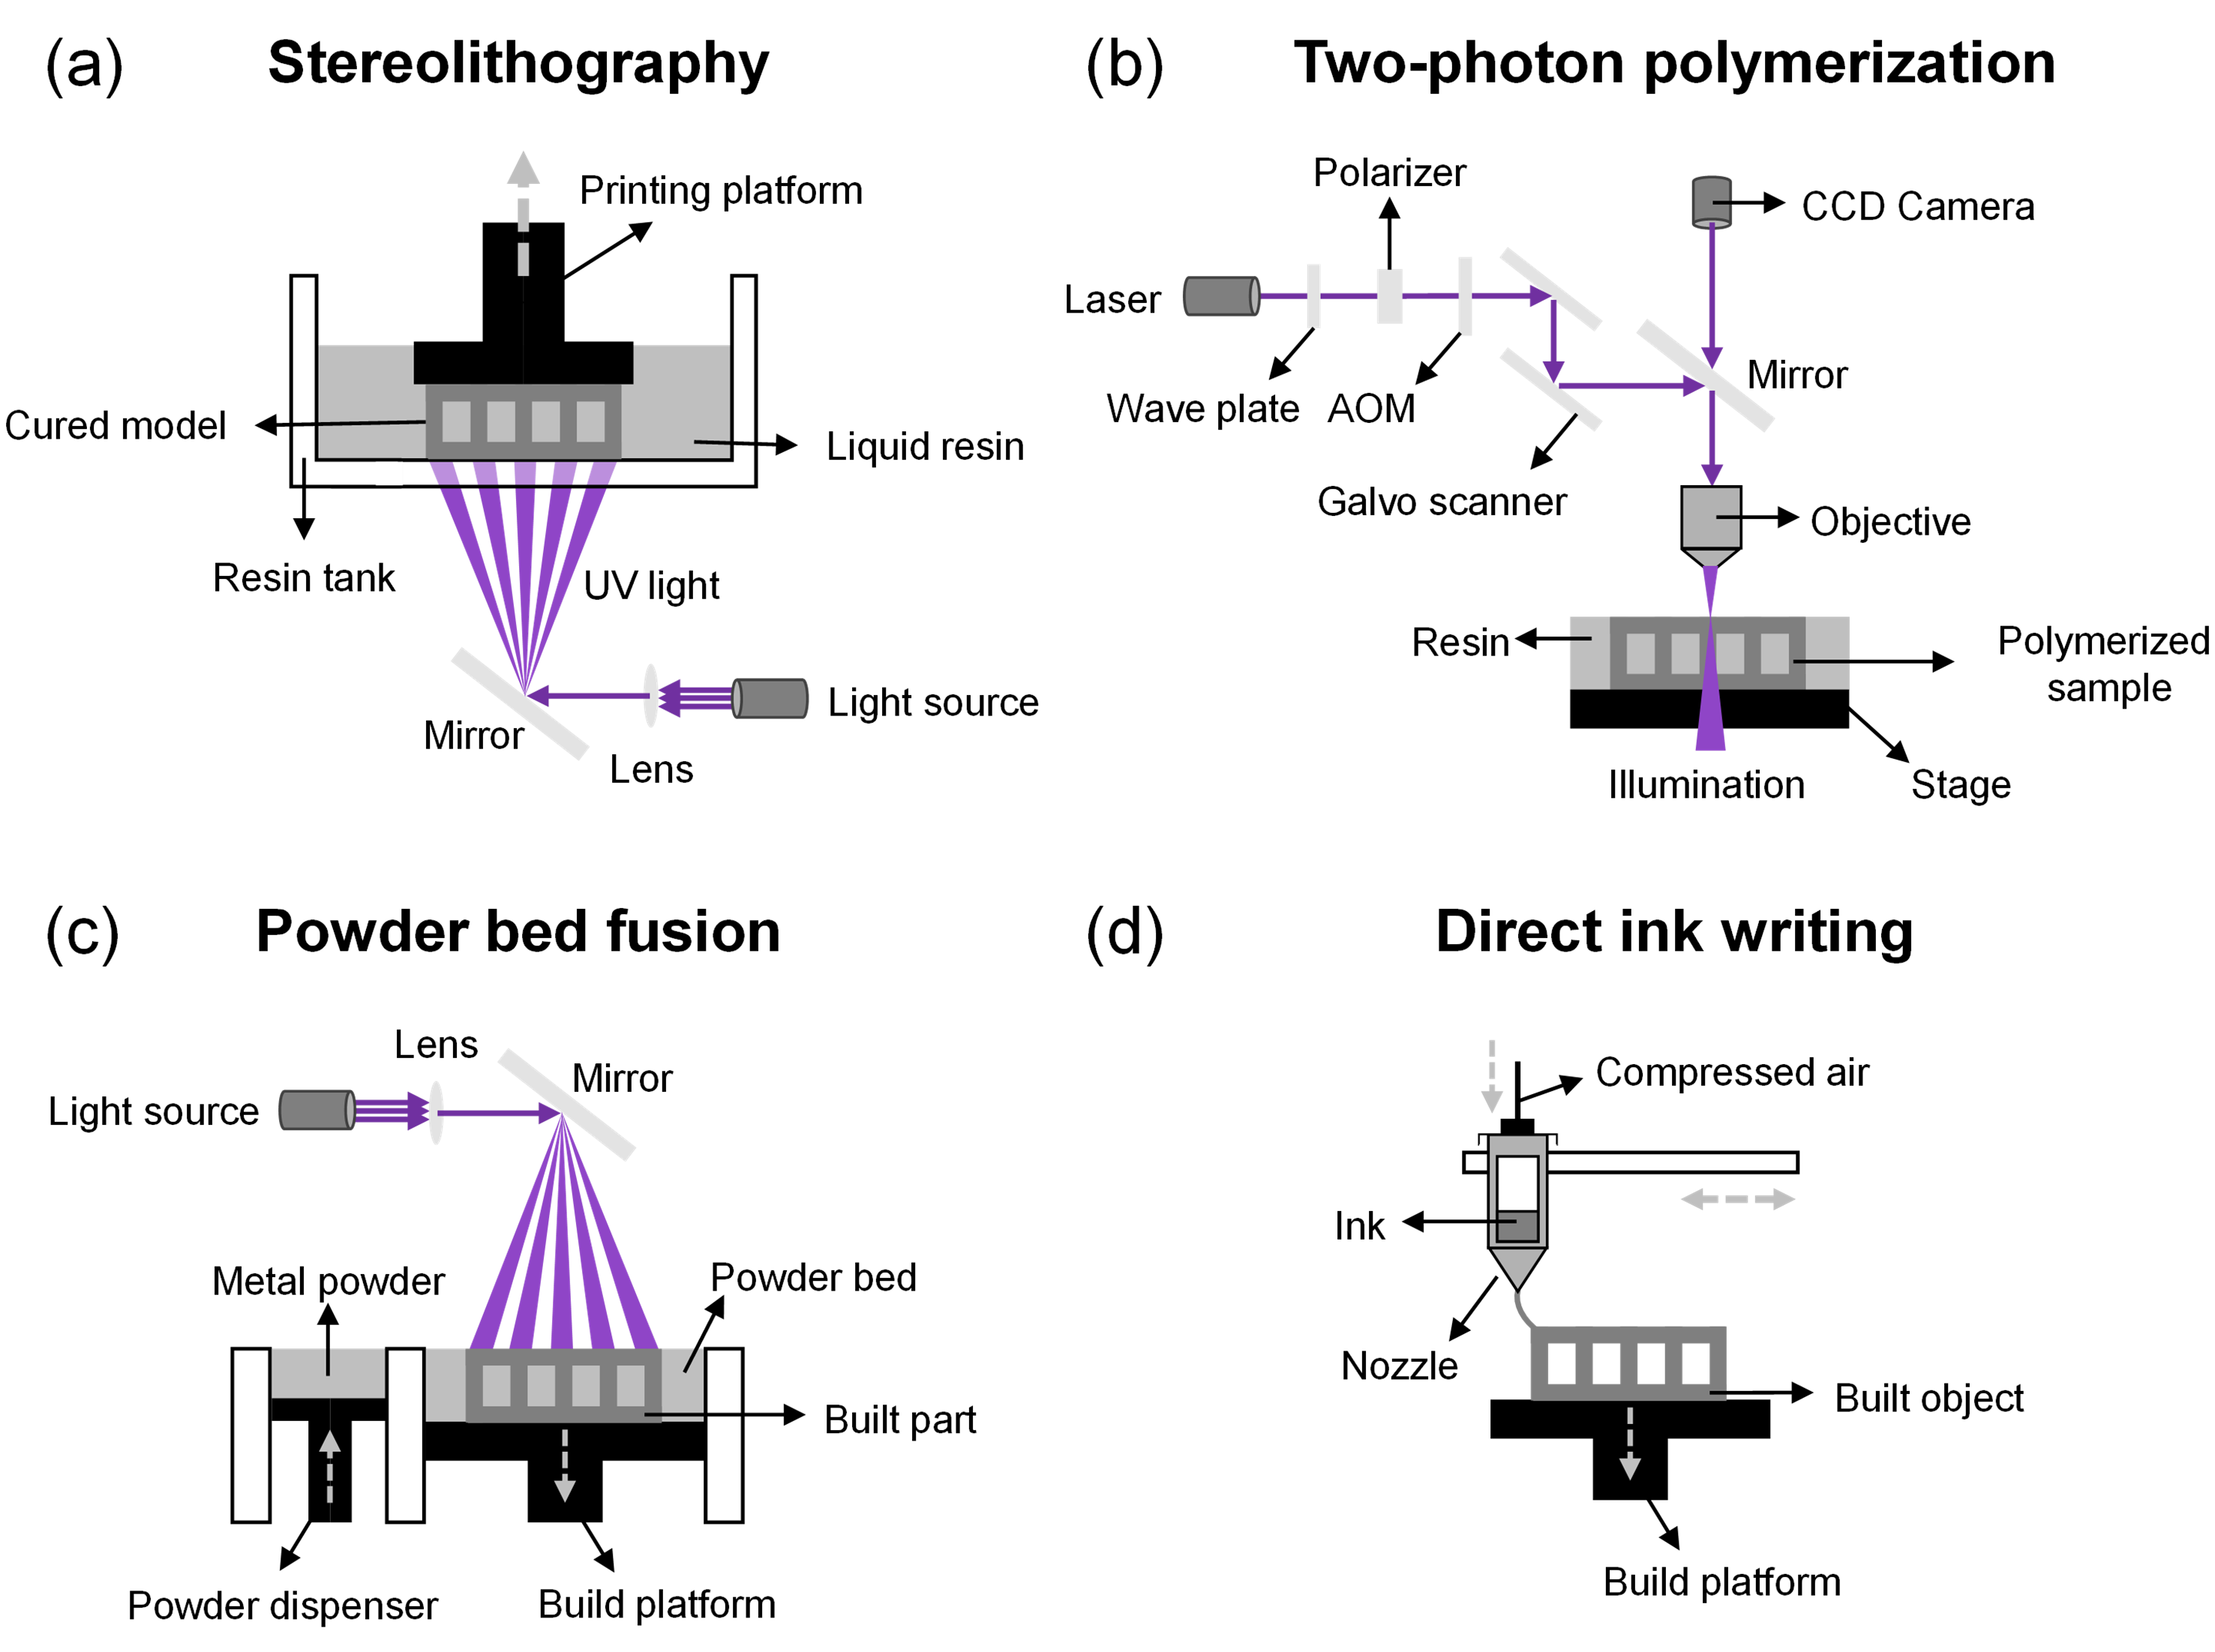 (a) Stereolithography
Printing platform
Cured model
Liquid resin
Resin tank
UV light
Mirror
Light source
Lens
(b) Two-photon polymerization
Polarizer
CCD Camera
Laser
Mirror
Wave plate
AOM
Galvo scanner
Objective
Resin
Polymerized
sample
Illumination
Stage
(c) Powder bed fusion
Lens
Mirror
Light source
Metal powder
Powder bed
Built part
Powder dispenser
Build platform
(d) Direct ink writing
Compressed air
Ink
Nozzle
Built object
Build platform